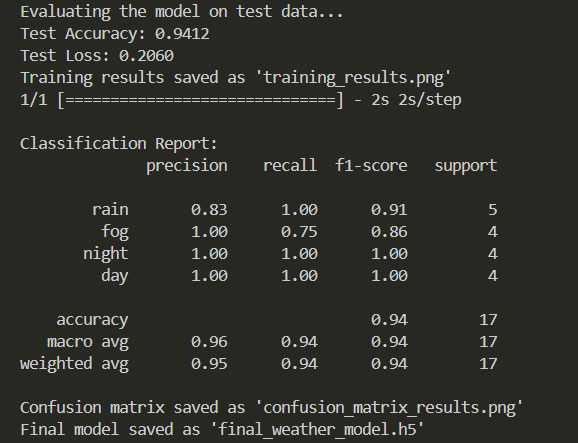 Evaluating the model on test data...
Test Accuracy: 0.9412
Test Loss: 0.2060
Training results saved as 'training_results.png'
1/1 [==============================] - 2s 2s/step
Classification Report:
precision recall f1-score support
rain 0.83 1.00 0.91 5
fog 1.00 0.75 0.86 4
night 1.00 1.00 1.00 4
day 1.00 1.00 1.00 4
accuracy 0.94 17
macro avg 0.96 0.94 0.94 17
weighted avg 0.95 0.94 0.94 17
Confusion matrix saved as 'confusion_matrix_results.png'
Final model saved as 'final_weather_model.h5'